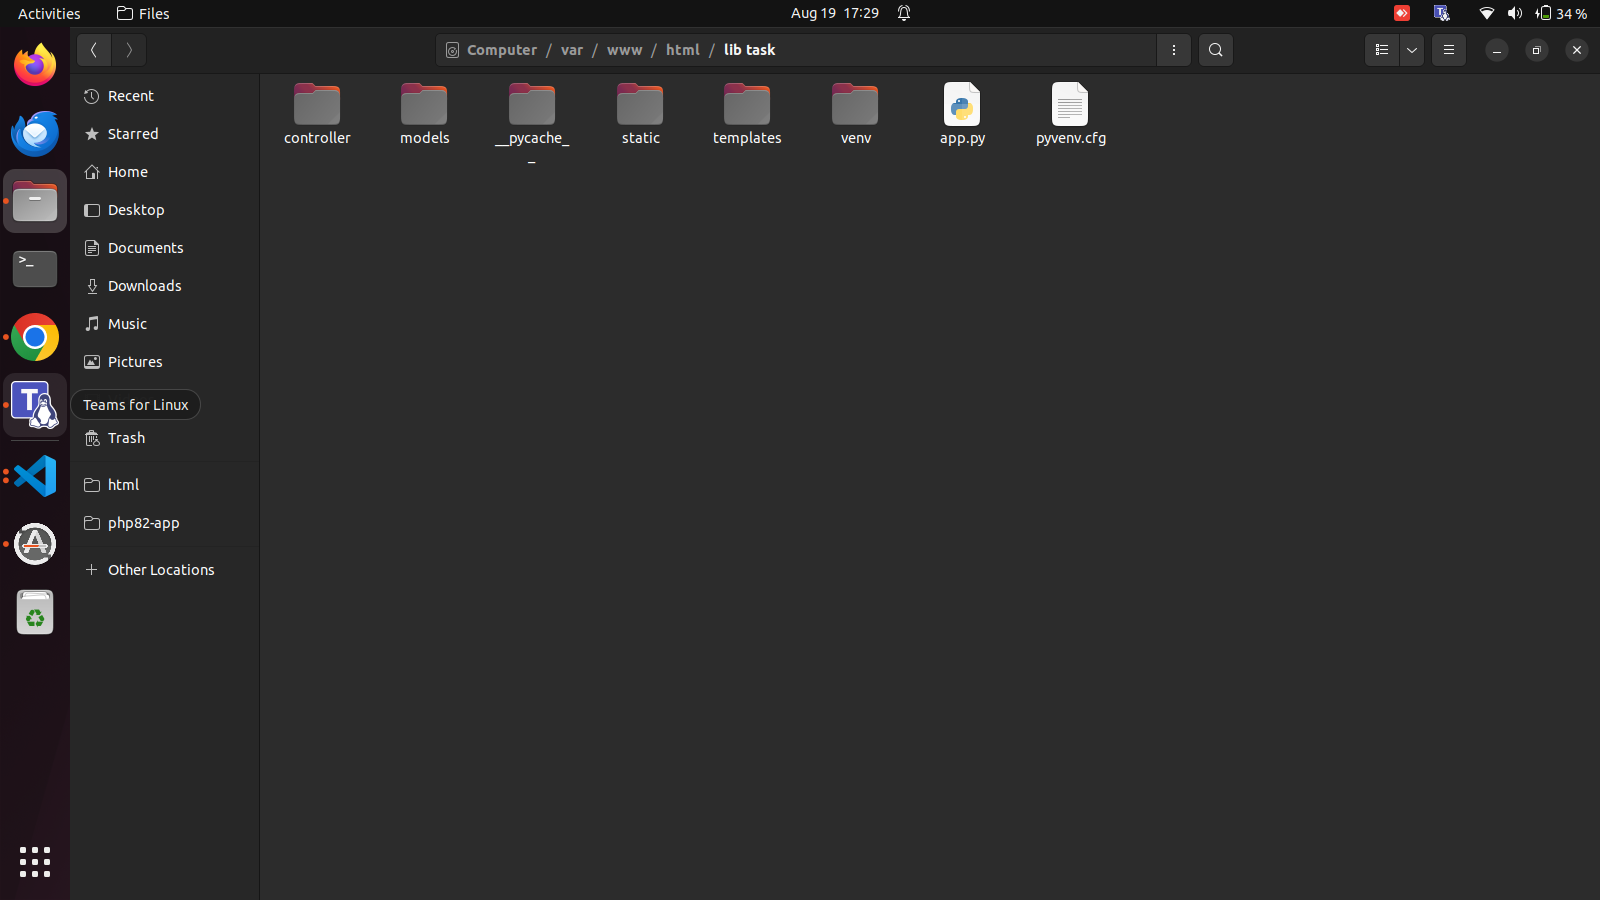 Activities
Files
Aug 19 17:29
T
34 %
Computer / var / www / html / lib task
Recent
Starred
Home
Desktop
Documents
Downloads
Music
Pictures
Teams for Linux
Trash
html
php82-app
Other Locations
controller
models
__pycache_
_
static
templates
venv
app.py
pyvenv.cfg
>_
T
A